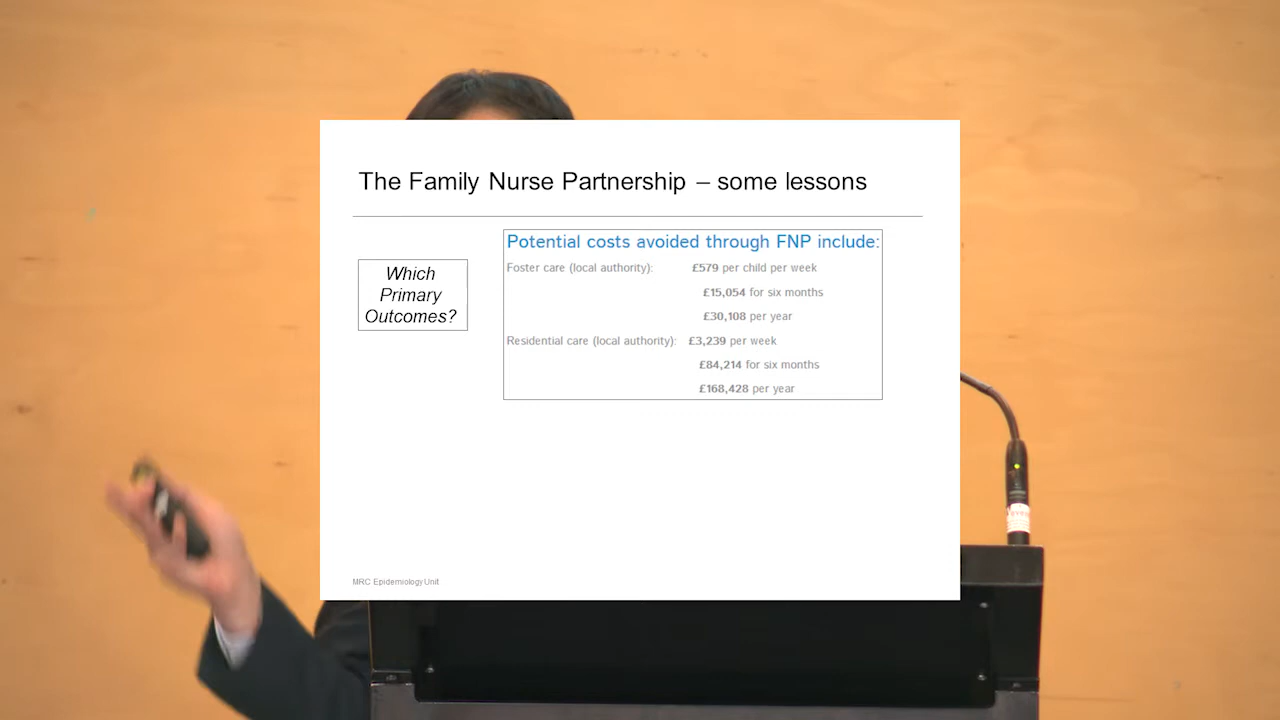 The Family Nurse Partnership – some lessons
Which
Primary
Outcomes?
Potential costs avoided through FNP include:
Foster care (local authority): £579 per child per week
£15,054 for six months
£30,108 per year
Residential care (local authority): £3,239 per week
£84,214 for six months
£168,428 per year
MRC Epidemiology Unit